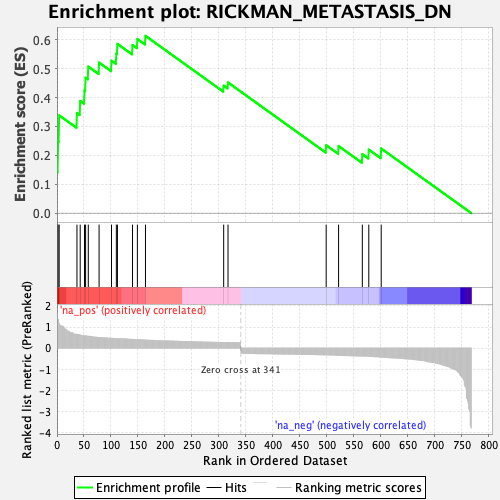 Enrichment plot: RICKMAN_METASTASIS_DN
Enrichment score (ES)
0.6
0.5
0.4
0.3
0.2
0.1
0.0
'na_pos' (positively correlated)
'na_neg' (negatively correlated)
Zero cross at 341
Ranked list metric (PreRanked)
2
1
0
-1
-2
-3
-4
0 50 100 150 200 250 300 350 400 450 500 550 600 650 700 750 800
Rank in Ordered Dataset
Enrichment profile Hits Ranking metric scores